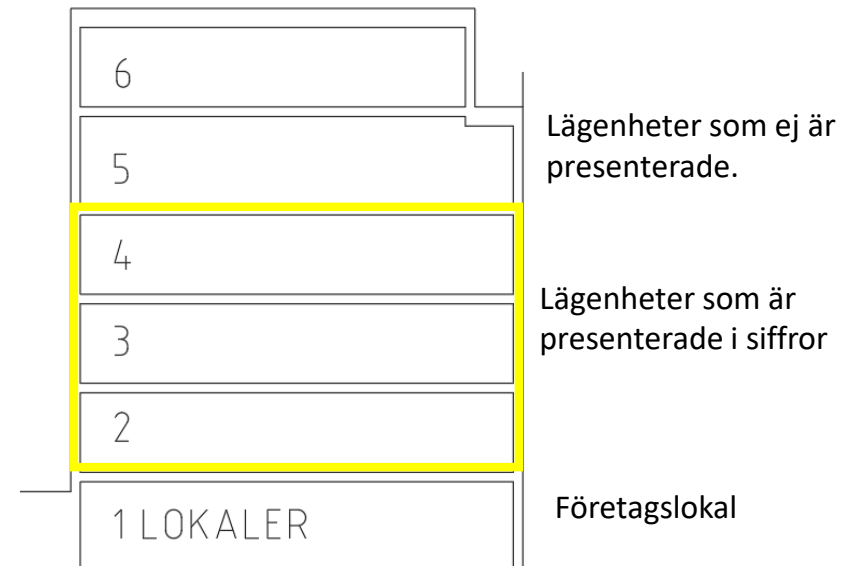 6
Lägenheter som ej är
presenterade.
5
4
Lägenheter som är
presenterade i siffror
3
2
Företagslokal
1 LOKALER